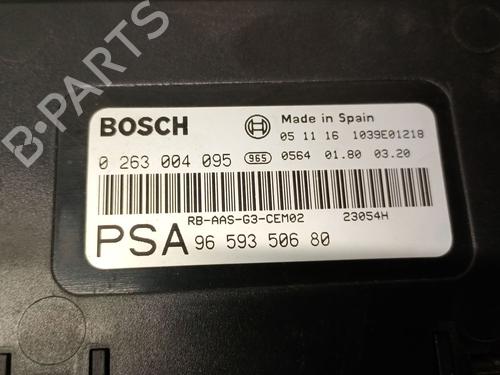 B-PARTS
BOSCH
Made in Spain
05 11 16 1039E01218
0 263 004 095 965 0564 01.80 03.20
RB-AAS-G3-CEM02 23054H
PSA 96 593 506 80